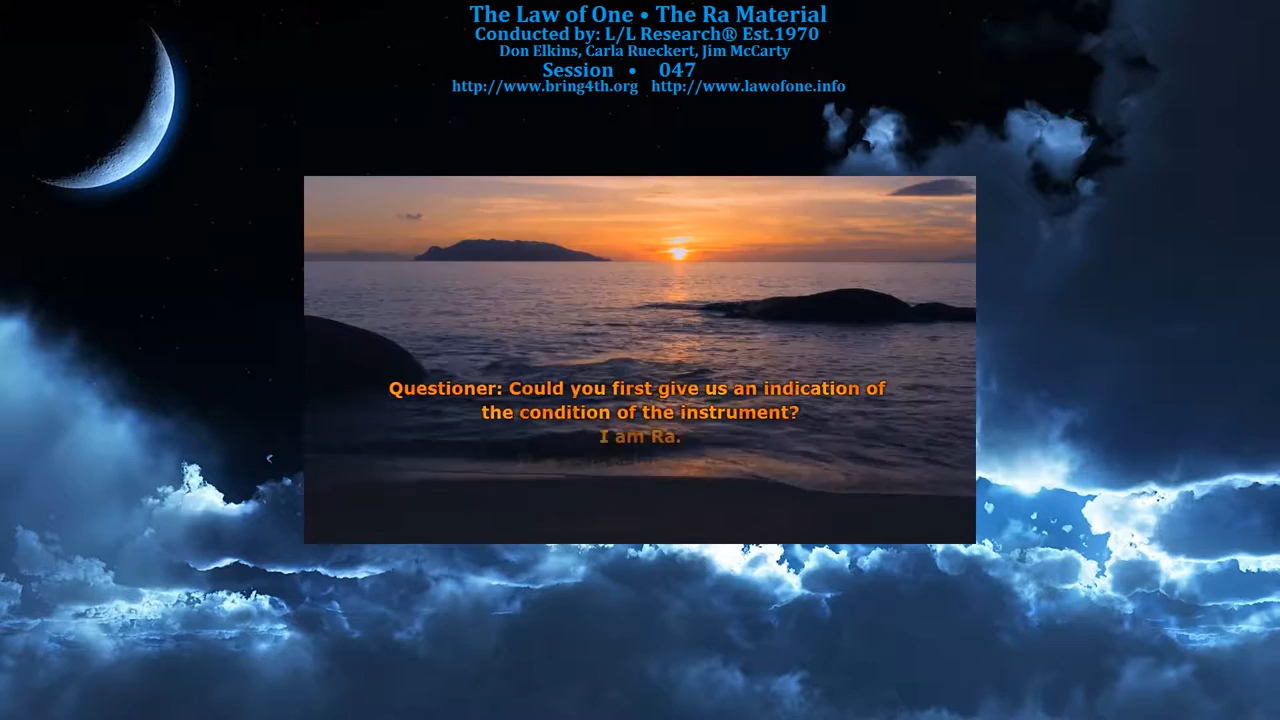 The Law of One • The Ra Material
Conducted by: L/L Research® Est.1970
Don Elkins, Carla Rueckert, Jim McCarty
Session • 047
http://www.bring4th.org http://www.lawofone.info
Questioner: Could you first give us an indication of
the condition of the instrument?
I am Ra.